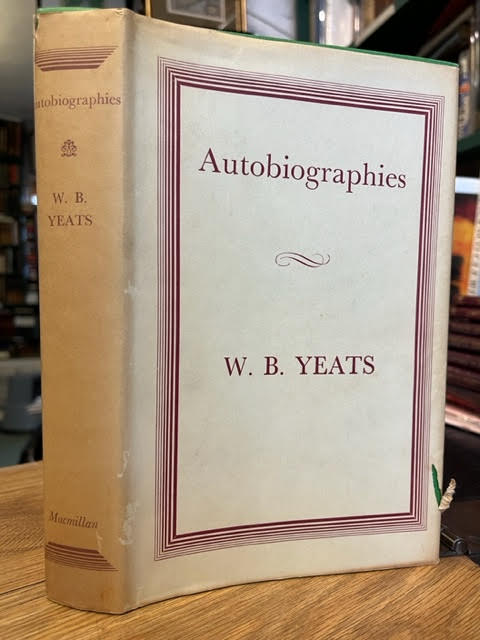 Autobiographies
W. B.
YEATS
Macmillan
Autobiographies
W. B. YEATS